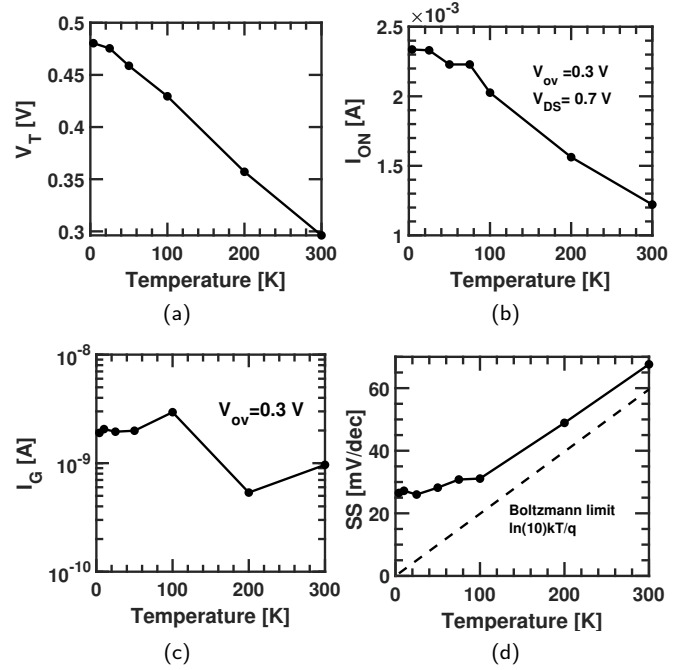 0.5
0.45
0.4
0.35
0.3
V_T [V]
0 100 200 300
Temperature [K]
(a)
×10^-3
2.5
2
1.5
1
I_ON [A]
V_ov =0.3 V
V_DS= 0.7 V
0 100 200 300
Temperature [K]
(b)
10^-8
10^-9
10^-10
I_G [A]
V_ov=0.3 V
0 100 200 300
Temperature [K]
(c)
60
40
20
0
SS [mV/dec]
Boltzmann limit
ln(10)kT/q
0 100 200 300
Temperature [K]
(d)